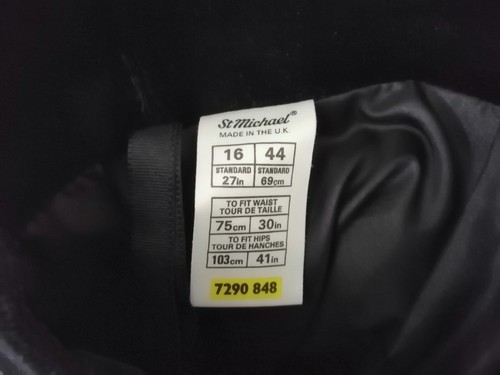 St Michael®
MADE IN THE U.K.
16 44
STANDARD STANDARD
27in 69cm
TO FIT WAIST
TOUR DE TAILLE
75cm 30in
TO FIT HIPS
TOUR DE HANCHES
103cm 41in
7290 848